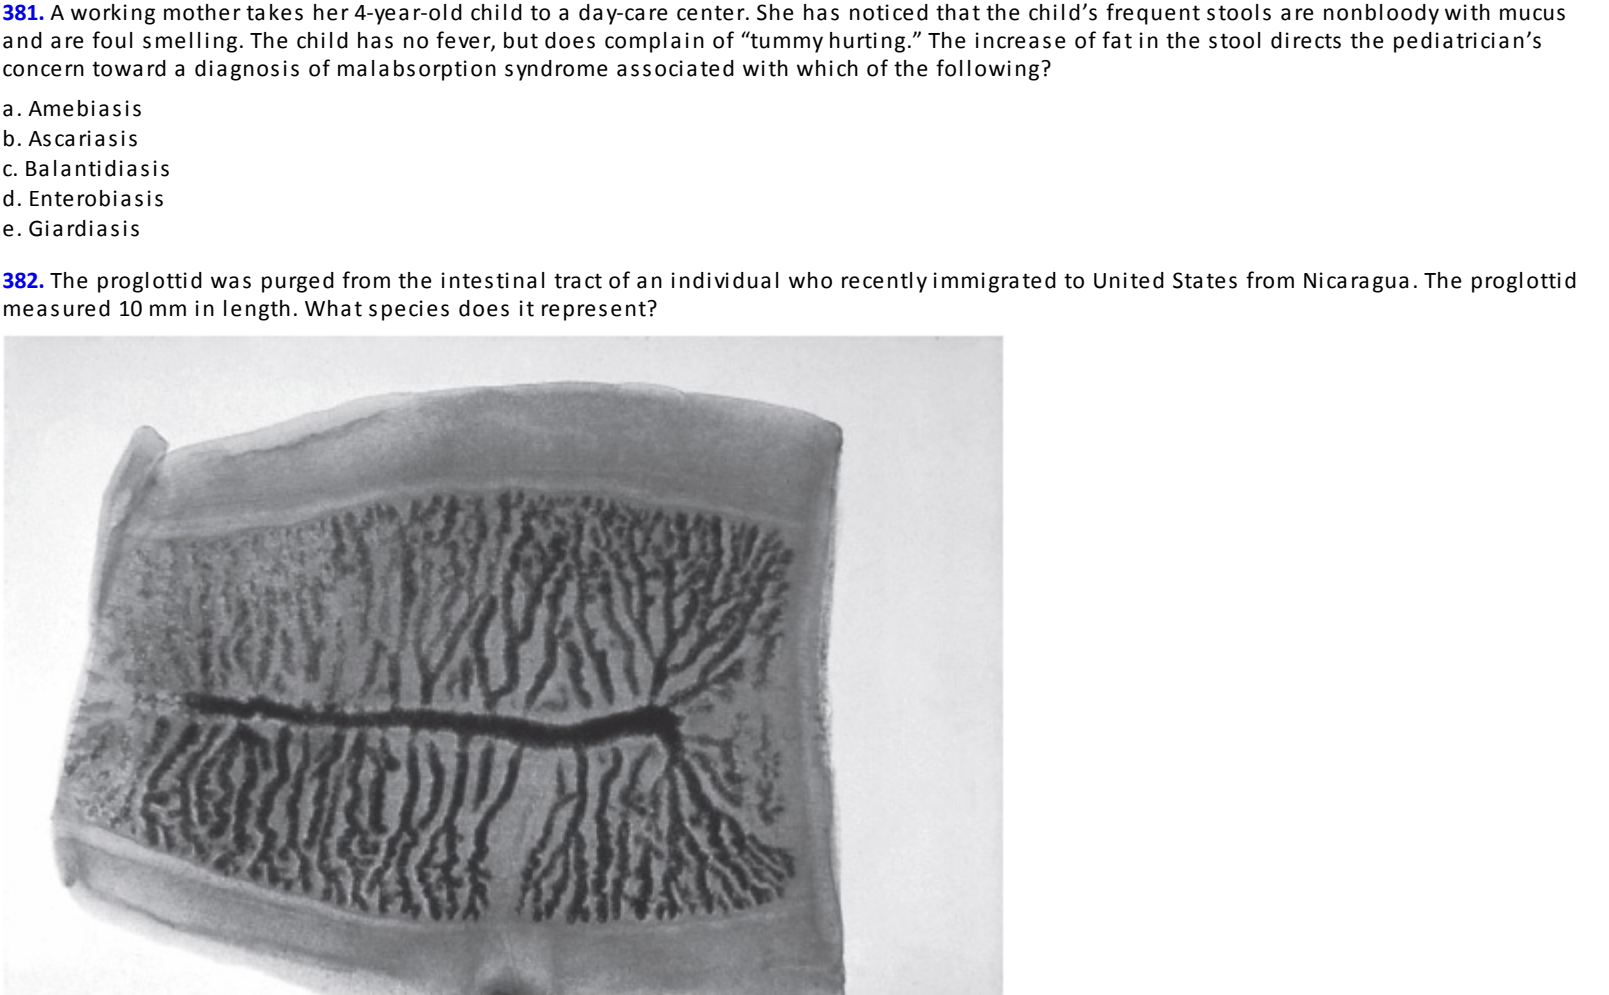 381. A working mother takes her 4-year-old child to a day-care center. She has noticed that the child's frequent stools are nonbloody with mucus
and are foul smelling. The child has no fever, but does complain of “tummy hurting.” The increase of fat in the stool directs the pediatrician's
concern toward a diagnosis of malabsorption syndrome associated with which of the following?
a. Amebiasis
b. Ascariasis
c. Balantidiasis
d. Enterobiasis
e. Giardiasis
382. The proglottid was purged from the intestinal tract of an individual who recently immigrated to United States from Nicaragua. The proglottid
measured 10 mm in length. What species does it represent?